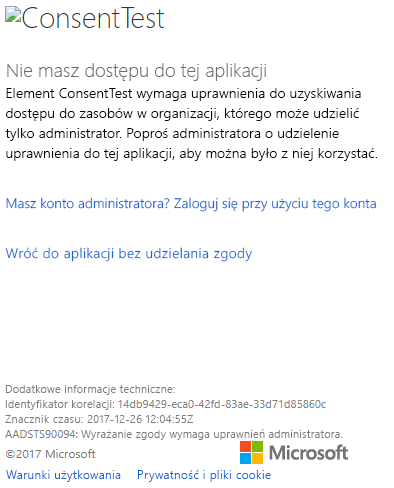 ConsentTest
Nie masz dostępu do tej aplikacji
Element ConsentTest wymaga uprawnienia do uzyskiwania
dostępu do zasobów w organizacji, którego może udzielić
tylko administrator. Poproś administratora o udzielenie
uprawnienia do tej aplikacji, aby można było z niej korzystać.
Masz konto administratora? Zaloguj się przy użyciu tego konta
Wróć do aplikacji bez udzielania zgody
Dodatkowe informacje techniczne:
Identyfikator korelacji: 14db9429-eca0-42fd-83ae-33d71d85860c
Znacznik czasu: 2017-12-26 12:04:55Z
AADSTS90094: Wyrażanie zgody wymaga uprawnień administratora.
©2017 Microsoft
Microsoft
Warunki użytkowania Prywatność i pliki cookie